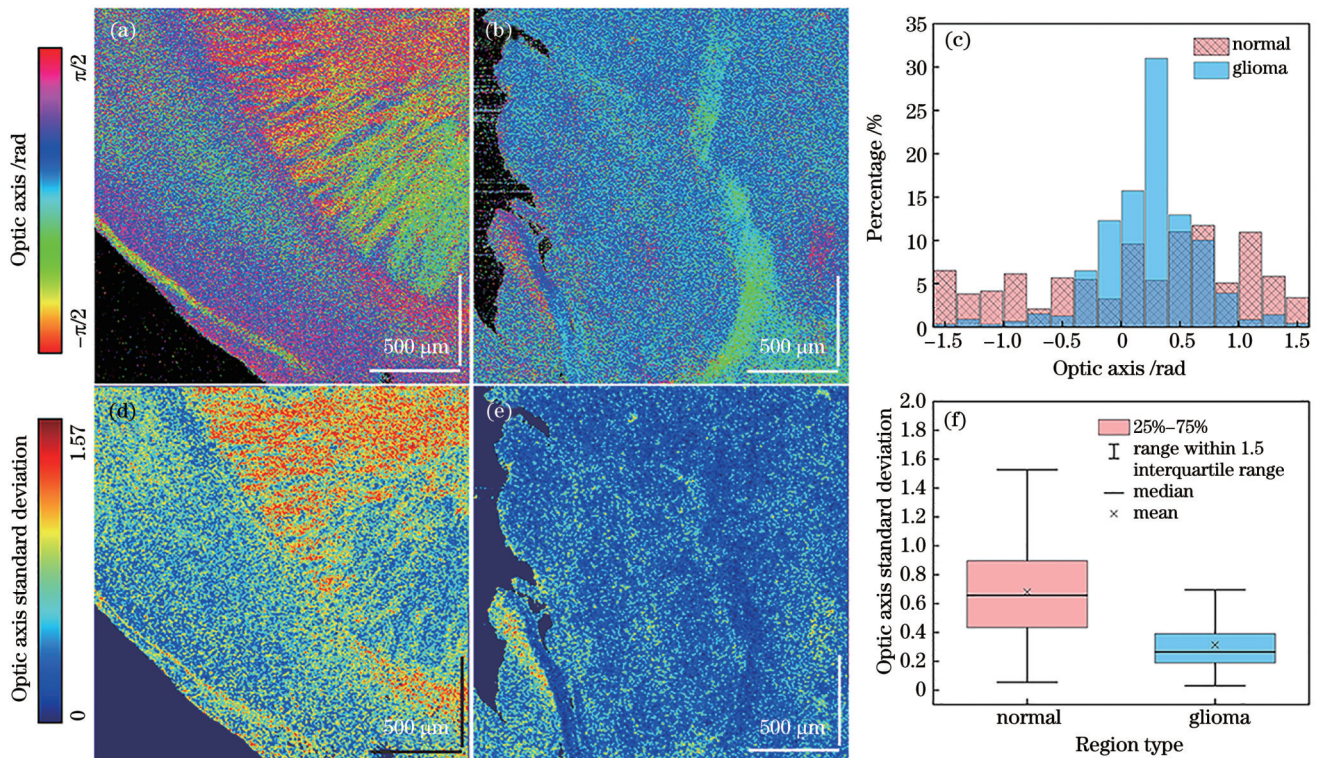 (a)
π/2
Optic axis /rad
−π/2
500 μm
(b)
500 μm
(c)
normal
glioma
35
30
25
20
15
10
5
0
Percentage /%
−1.5
−1.0
−0.5
0
0.5
1.0
1.5
Optic axis /rad
(d)
1.57
Optic axis standard deviation
0
500 μm
(e)
500 μm
(f)
25%−75%
range within 1.5
interquartile range
median
mean
2.0
1.8
1.6
1.4
1.2
1.0
0.8
0.6
0.4
0.2
0
Optic axis standard deviation
normal
glioma
Region type